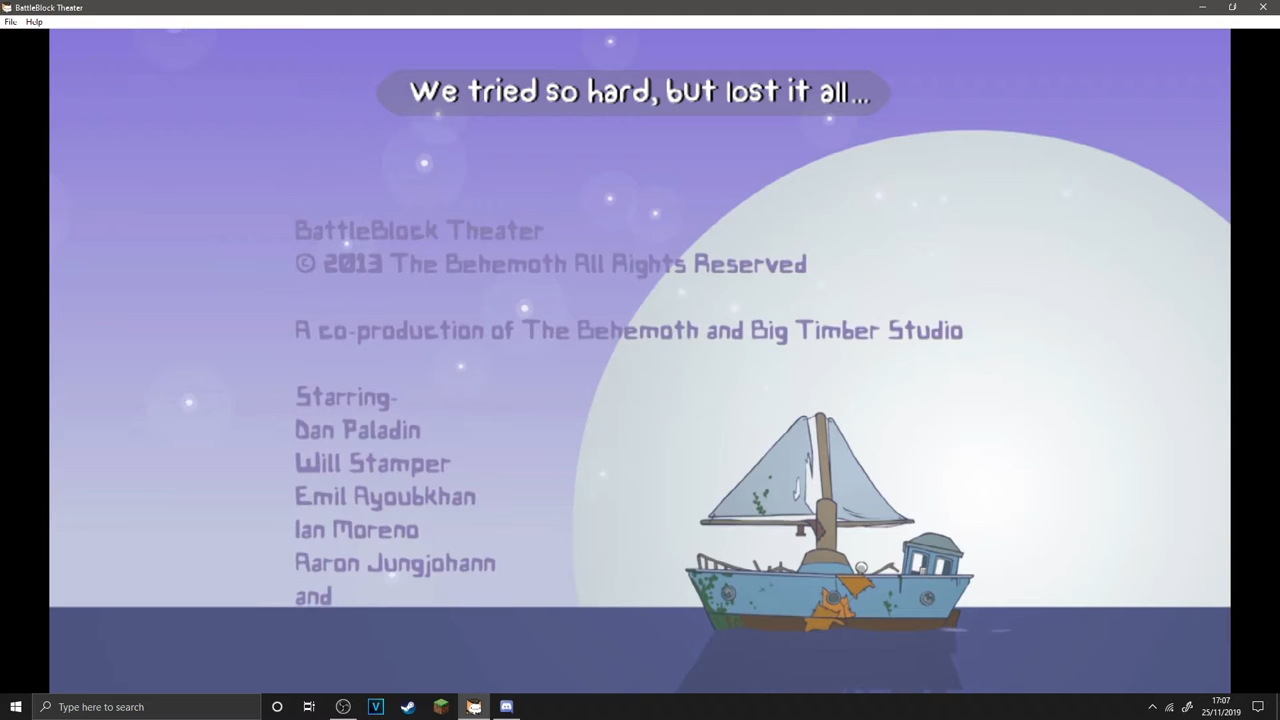 BattleBlock Theater
File Help
We tried so hard, but lost it all...
BattleBlock Theater
© 2013 The Behemoth All Rights Reserved
A co-production of The Behemoth and Big Timber Studio
Starring-
Dan Paladin
Will Stamper
Emil Ayoubkhan
Ian Moreno
Aaron Jungjohann
and
Type here to search
V
17:07
25/11/2019